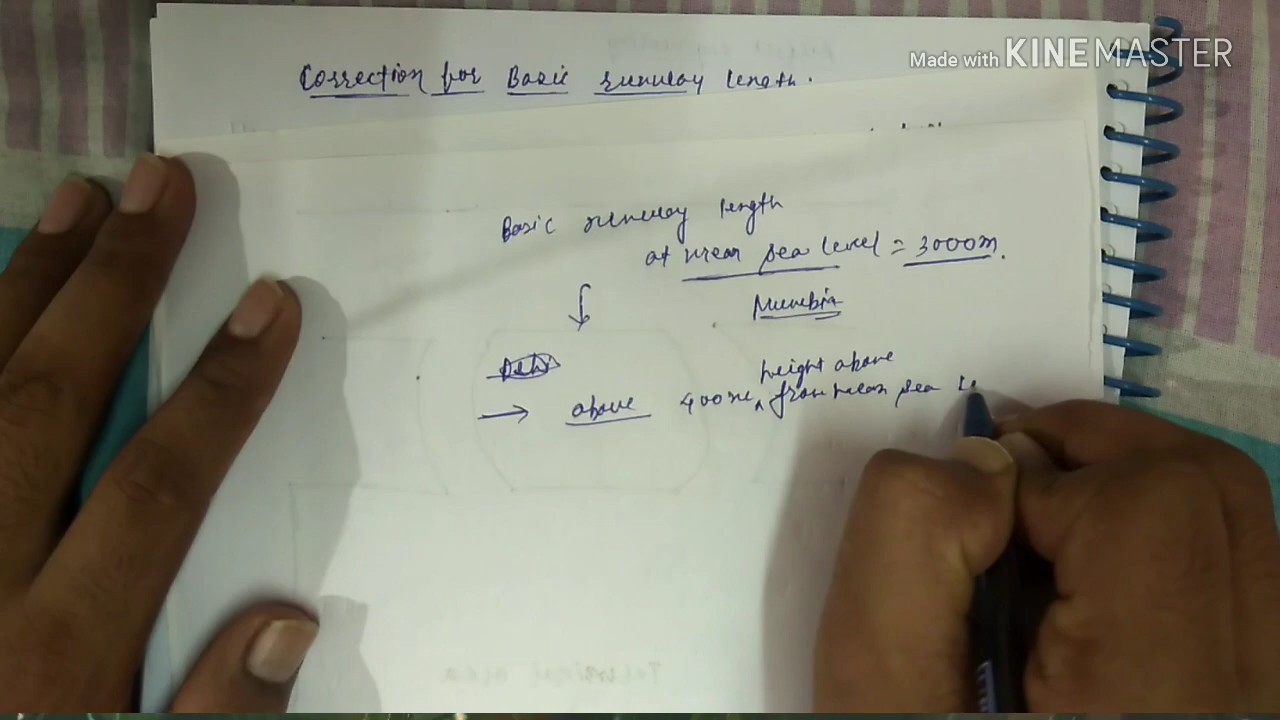 Made with KINEMASTER
Correction for Basic runway length.
Basic runway length
at mean sea level = 3000m.
Mumbai
↓
height above
→ above 400m ^ from mean sea le